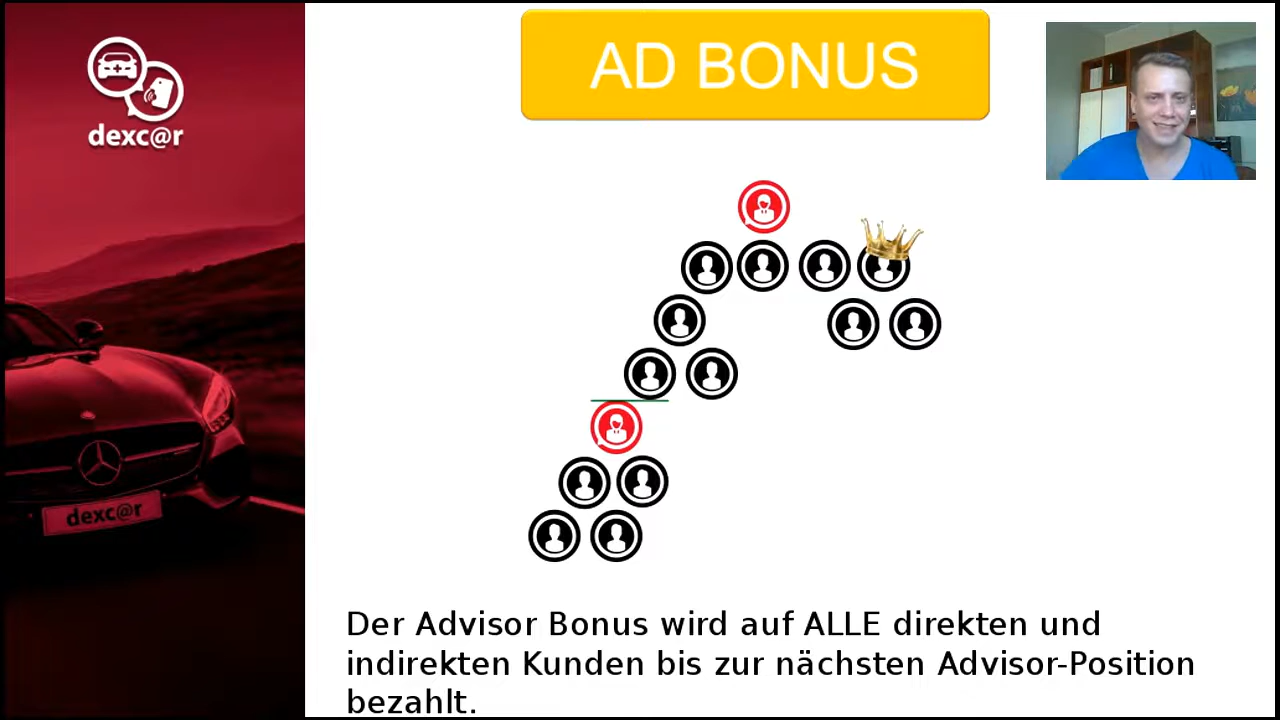 AD BONUS
dexc@r
dexc@r
Der Advisor Bonus wird auf ALLE direkten und
indirekten Kunden bis zur nächsten Advisor-Position
bezahlt.